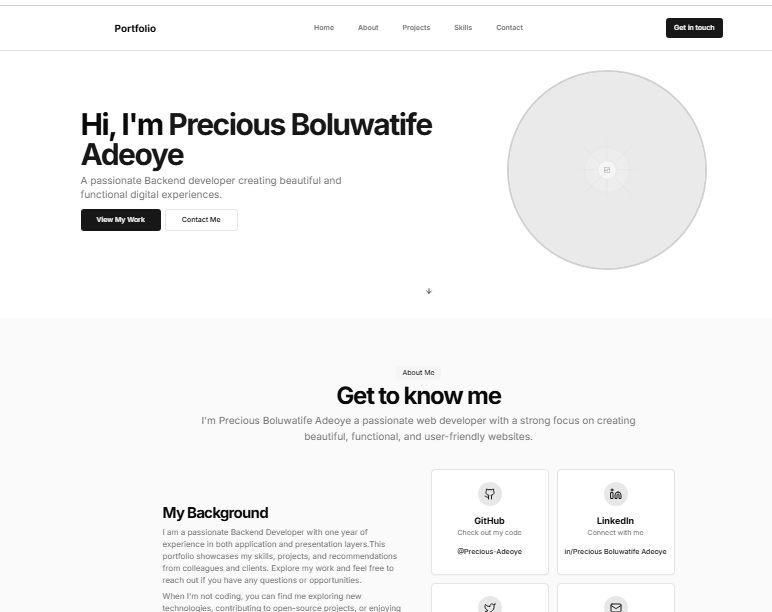 Portfolio
Home About Projects Skills Contact
Get in touch
Hi, I'm Precious Boluwatife
Adeoye
A passionate Backend developer creating beautiful and
functional digital experiences.
View My Work
Contact Me
About Me
Get to know me
I'm Precious Boluwatife Adeoye a passionate web developer with a strong focus on creating
beautiful, functional, and user-friendly websites.
My Background
I am a passionate Backend Developer with one year of
experience in both application and presentation layers.This
portfolio showcases my skills, projects, and recommendations
from colleagues and clients. Explore my work and feel free to
reach out if you have any questions or opportunities.
When I'm not coding, you can find me exploring new
technologies, contributing to open-source projects, or enjoying
GitHub
Check out my code
@Precious-Adeoye
LinkedIn
Connect with me
in/Precious Boluwatife Adeoye